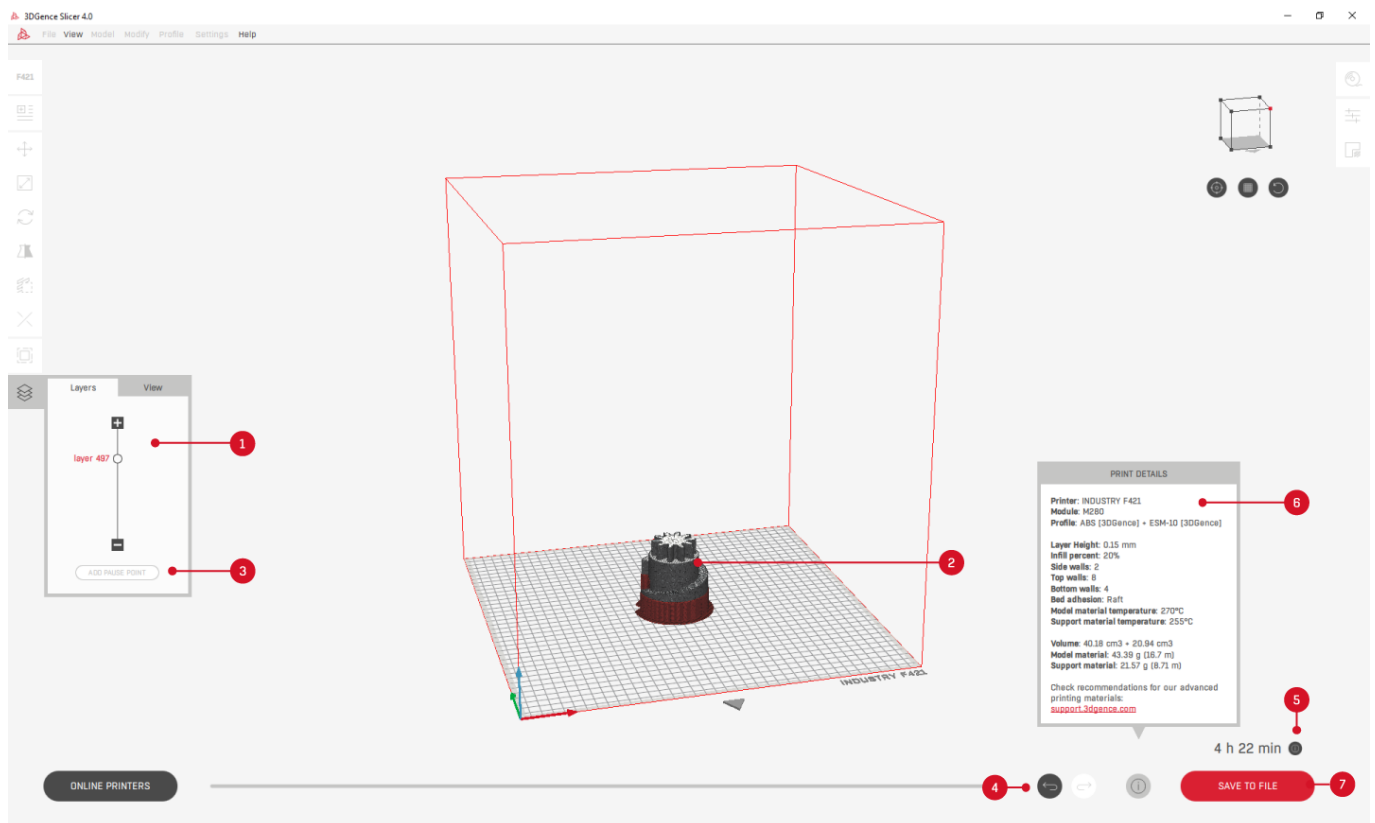 3DGence Slicer 4.0
File View Model Modify Profile Settings Help
F421
Layers View
layer 487
1
3
ADD PAUSE POINT
2
INDUSTRY F421
PRINT DETAILS
Printer: INDUSTRY F421
Module: M280
Profile: ABS [3DGence] + ESM-10 [3DGence]
Layer Height: 0.15 mm
Infill percent: 20%
Side walls: 2
Top walls: 8
Bottom walls: 4
Bed adhesion: Raft
Model material temperature: 270°C
Support material temperature: 255°C
Volume: 40.18 cm3 + 20.94 cm3
Model material: 43.39 g (16.7 m)
Support material: 21.57 g (8.71 m)
Check recommendations for our advanced
printing materials:
support.3dgence.com
6
5
4 h 22 min
ONLINE PRINTERS
4
SAVE TO FILE
7